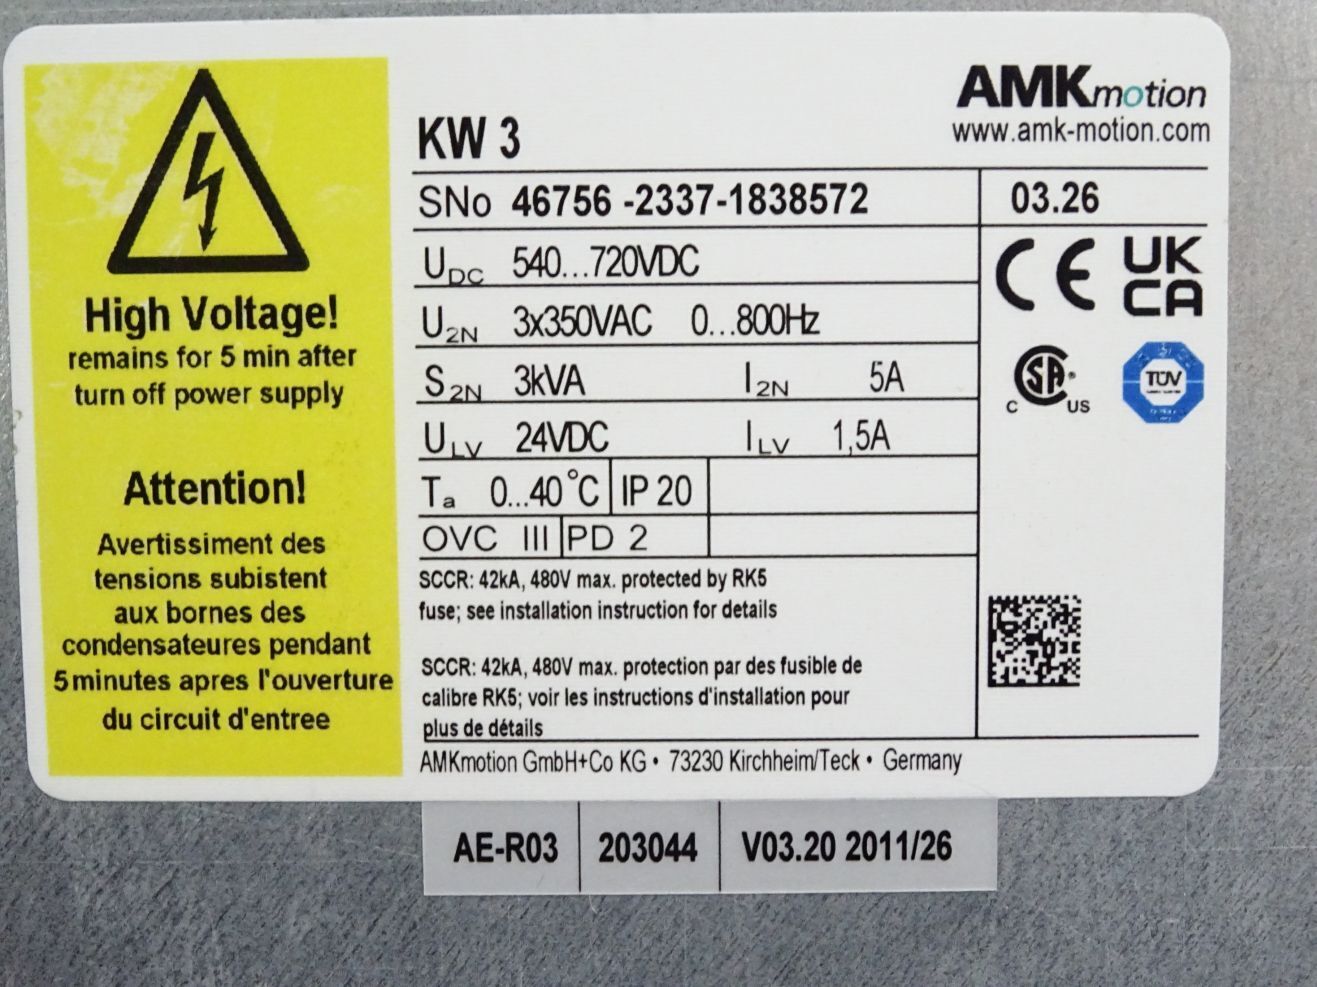 High Voltage!
remains for 5 min after
turn off power supply
Attention!
Avertissiment des
tensions subistent
aux bornes des
condensateures pendant
5 minutes apres l'ouverture
du circuit d'entree
AMKmotion
www.amk-motion.com
KW 3
SNo 46756 -2337-1838572
03.26
UDC 540...720VDC
U2N 3x350VAC 0...800Hz
S2N 3kVA I2N 5A
ULV 24VDC ILV 1,5A
Ta 0...40°C IP 20
OVC III PD 2
CE UK CA
CSA® C US
TÜV
SCCR: 42kA, 480V max. protected by RK5
fuse; see installation instruction for details
SCCR: 42kA, 480V max. protection par des fusible de
calibre RK5; voir les instructions d'installation pour
plus de détails
AMKmotion GmbH+Co KG • 73230 Kirchheim/Teck • Germany
AE-R03 203044 V03.20 2011/26